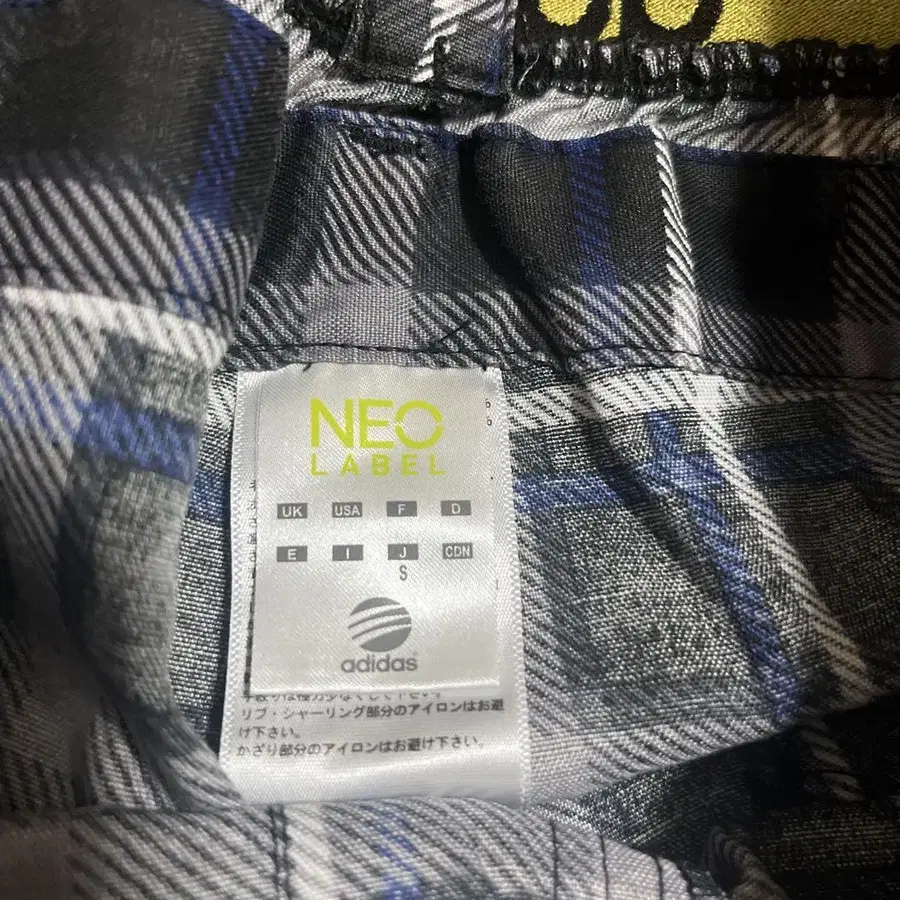 NEO
LABEL
UK USA F D
E I J CDN
S
adidas
リブ・シャーリング部分のアイロンはお避
け下さい。
かざり部分のアイロンはお避け下さい。